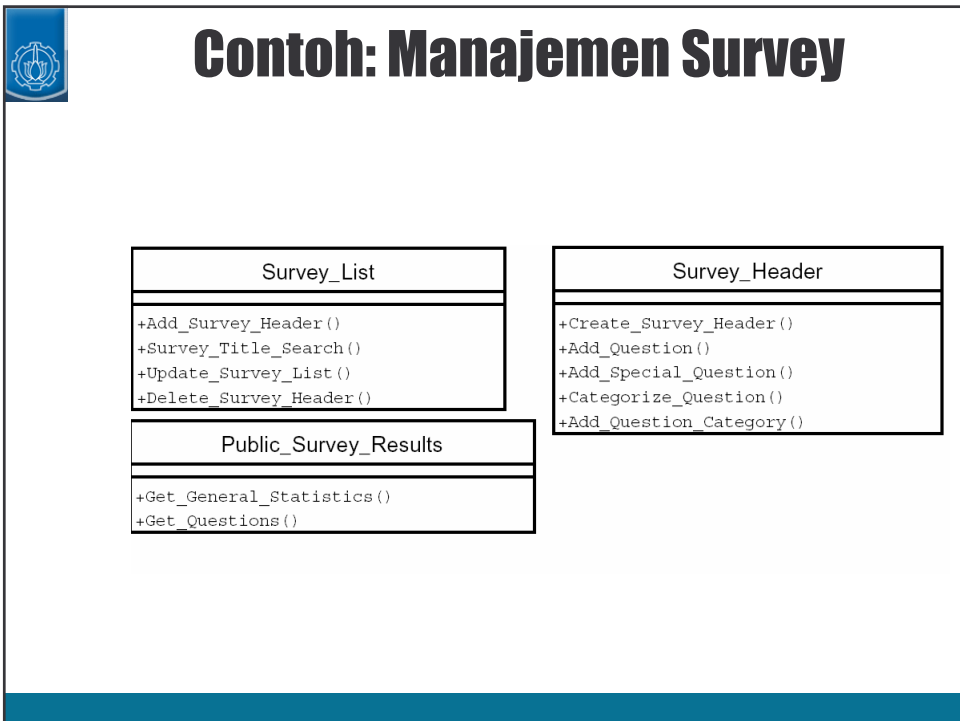 Contoh: Manajemen Survey
Survey_List
+Add_Survey_Header()
+Survey_Title_Search()
+Update_Survey_List()
+Delete_Survey_Header()
Survey_Header
+Create_Survey_Header()
+Add_Question()
+Add_Special_Question()
+Categorize_Question()
+Add_Question_Category()
Public_Survey_Results
+Get_General_Statistics()
+Get_Questions()